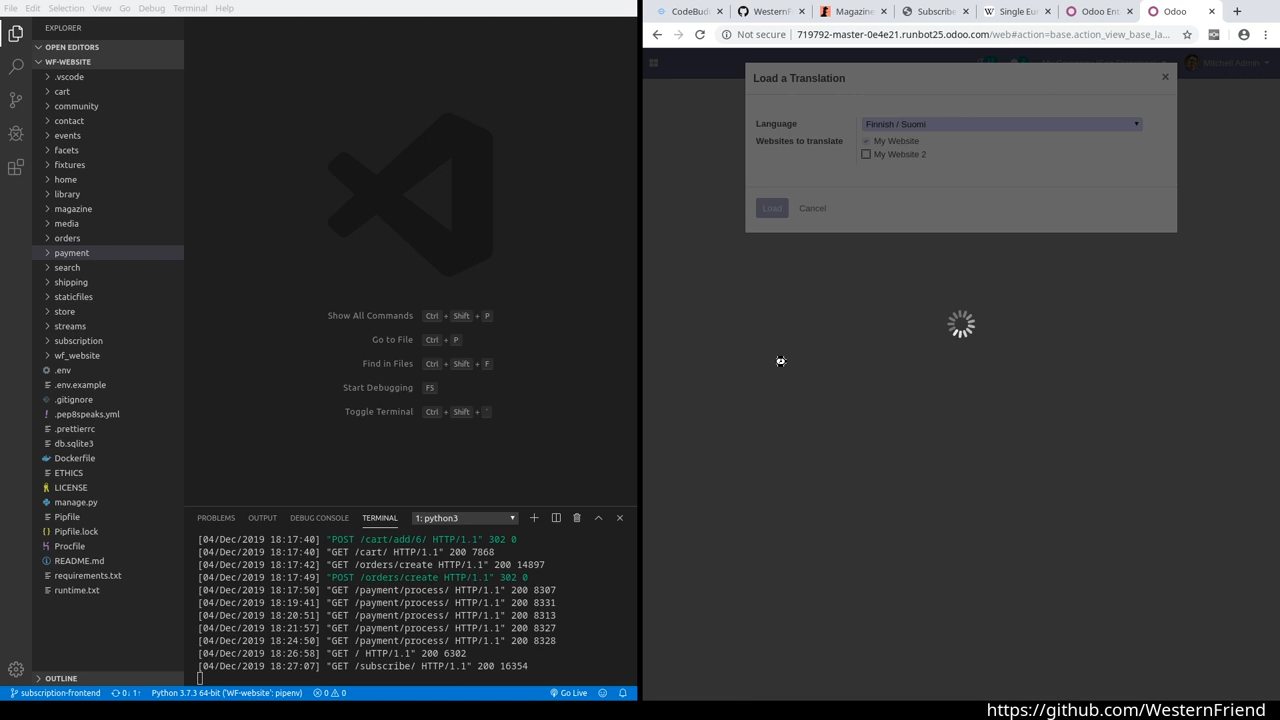 File Edit Selection View Go Debug Terminal Help
EXPLORER
OPEN EDITORS
WF-WEBSITE
.vscode
cart
community
contact
events
facets
fixtures
home
library
magazine
media
orders
payment
search
shipping
staticfiles
store
streams
subscription
wf_website
.env
.env.example
.gitignore
.pep8speaks.yml
.prettierrc
db.sqlite3
Dockerfile
ETHICS
LICENSE
manage.py
Pipfile
Pipfile.lock
Procfile
README.md
requirements.txt
runtime.txt
OUTLINE
Show All Commands Ctrl + Shift + P
Go to File Ctrl + P
Find in Files Ctrl + Shift + F
Start Debugging F5
Toggle Terminal Ctrl + Shift + `
PROBLEMS OUTPUT DEBUG CONSOLE TERMINAL 1: python3
[04/Dec/2019 18:17:40] "POST /cart/add/6/ HTTP/1.1" 302 0
[04/Dec/2019 18:17:40] "GET /cart/ HTTP/1.1" 200 7868
[04/Dec/2019 18:17:42] "GET /orders/create HTTP/1.1" 200 14897
[04/Dec/2019 18:17:49] "POST /orders/create HTTP/1.1" 302 0
[04/Dec/2019 18:17:50] "GET /payment/process/ HTTP/1.1" 200 8307
[04/Dec/2019 18:19:41] "GET /payment/process/ HTTP/1.1" 200 8331
[04/Dec/2019 18:20:51] "GET /payment/process/ HTTP/1.1" 200 8313
[04/Dec/2019 18:21:57] "GET /payment/process/ HTTP/1.1" 200 8327
[04/Dec/2019 18:24:50] "GET /payment/process/ HTTP/1.1" 200 8328
[04/Dec/2019 18:26:58] "GET / HTTP/1.1" 200 6302
[04/Dec/2019 18:27:07] "GET /subscribe/ HTTP/1.1" 200 16354
subscription-frontend 0↓ 1↑ Python 3.7.3 64-bit ('WF-website': pipenv) 0 0 Go Live
CodeBud WesternF Magazine Subscribe Single Eur Odoo Ent Odoo
Not secure 719792-master-0e4e21.runbot25.odoo.com/web#action=base.action_view_base_la...
Mitchell Admin
Load a Translation
Language Finnish / Suomi
Websites to translate My Website
My Website 2
Load Cancel
https://github.com/WesternFriend